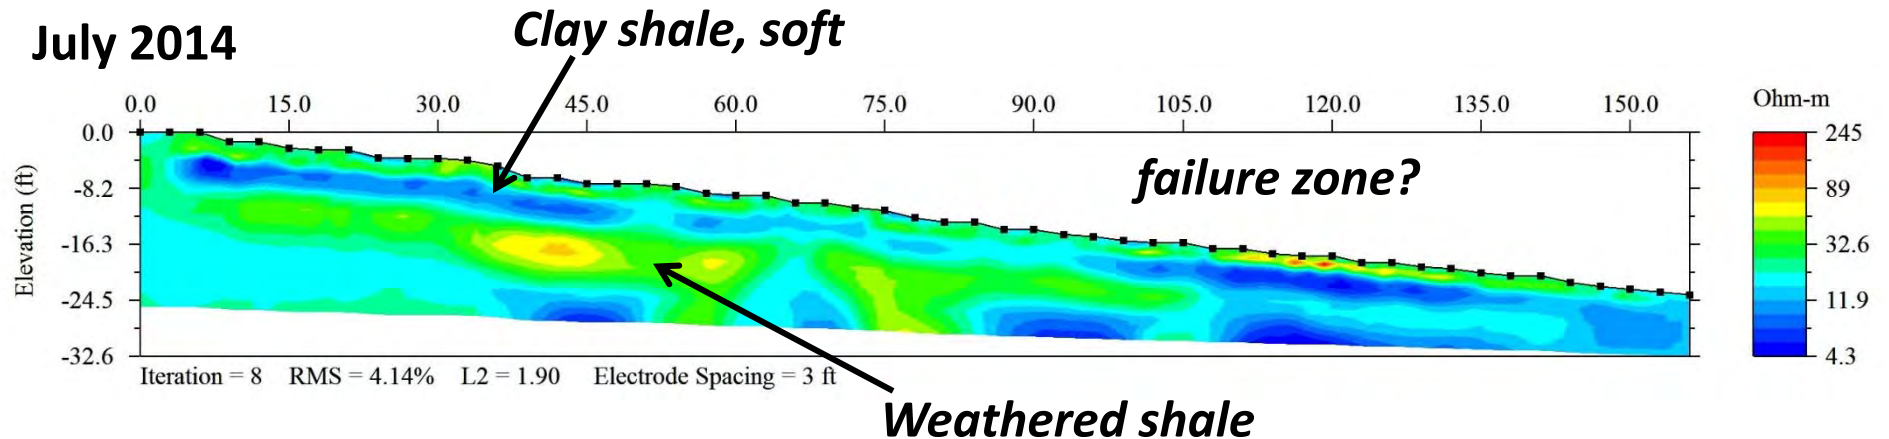 July 2014
Clay shale, soft
0.0 15.0 30.0 45.0 60.0 75.0 90.0 105.0 120.0 135.0 150.0
Ohm-m
0.0
-8.2
-16.3
-24.5
-32.6
Elevation (ft)
failure zone?
245
89
32.6
11.9
4.3
Iteration = 8 RMS = 4.14% L2 = 1.90 Electrode Spacing = 3 ft
Weathered shale